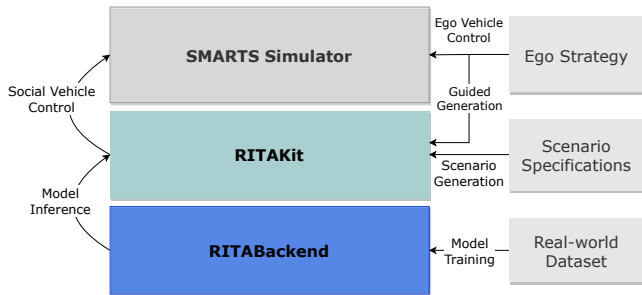 SMARTS Simulator
Ego Vehicle
Control
Ego Strategy
Social Vehicle
Control
Guided
Generation
RITAKit
Scenario
Generation
Scenario
Specifications
Model
Inference
RITABackend
Model
Training
Real-world
Dataset